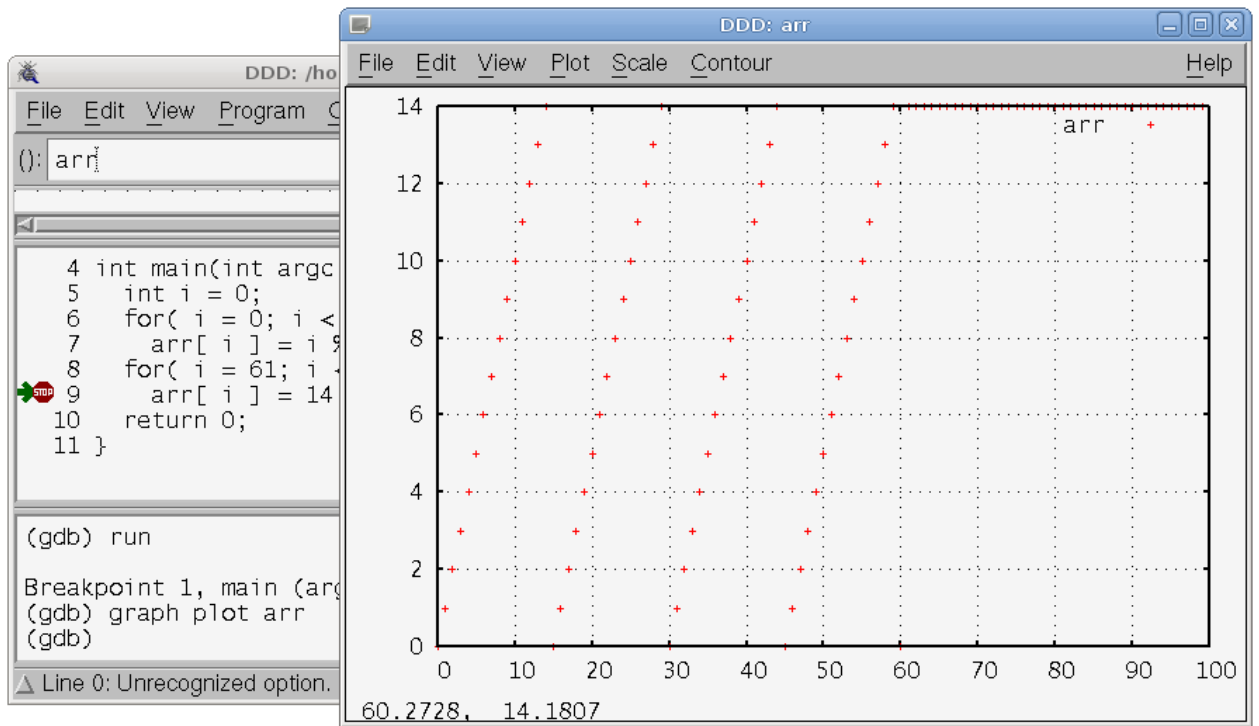 DDD: /ho
File Edit View Program C
(): arr
4 int main(int argc
5 int i = 0;
6 for( i = 0; i <
7 arr[ i ] = i %
8 for( i = 61; i <
STOP 9 arr[ i ] = 14
10 return 0;
11 }
(gdb) run
Breakpoint 1, main (arg
(gdb) graph plot arr
(gdb)
Line 0: Unrecognized option.
DDD: arr
File Edit View Plot Scale Contour Help
14
arr
12
10
8
6
4
2
0
0 10 20 30 40 50 60 70 80 90 100
60.2728, 14.1807